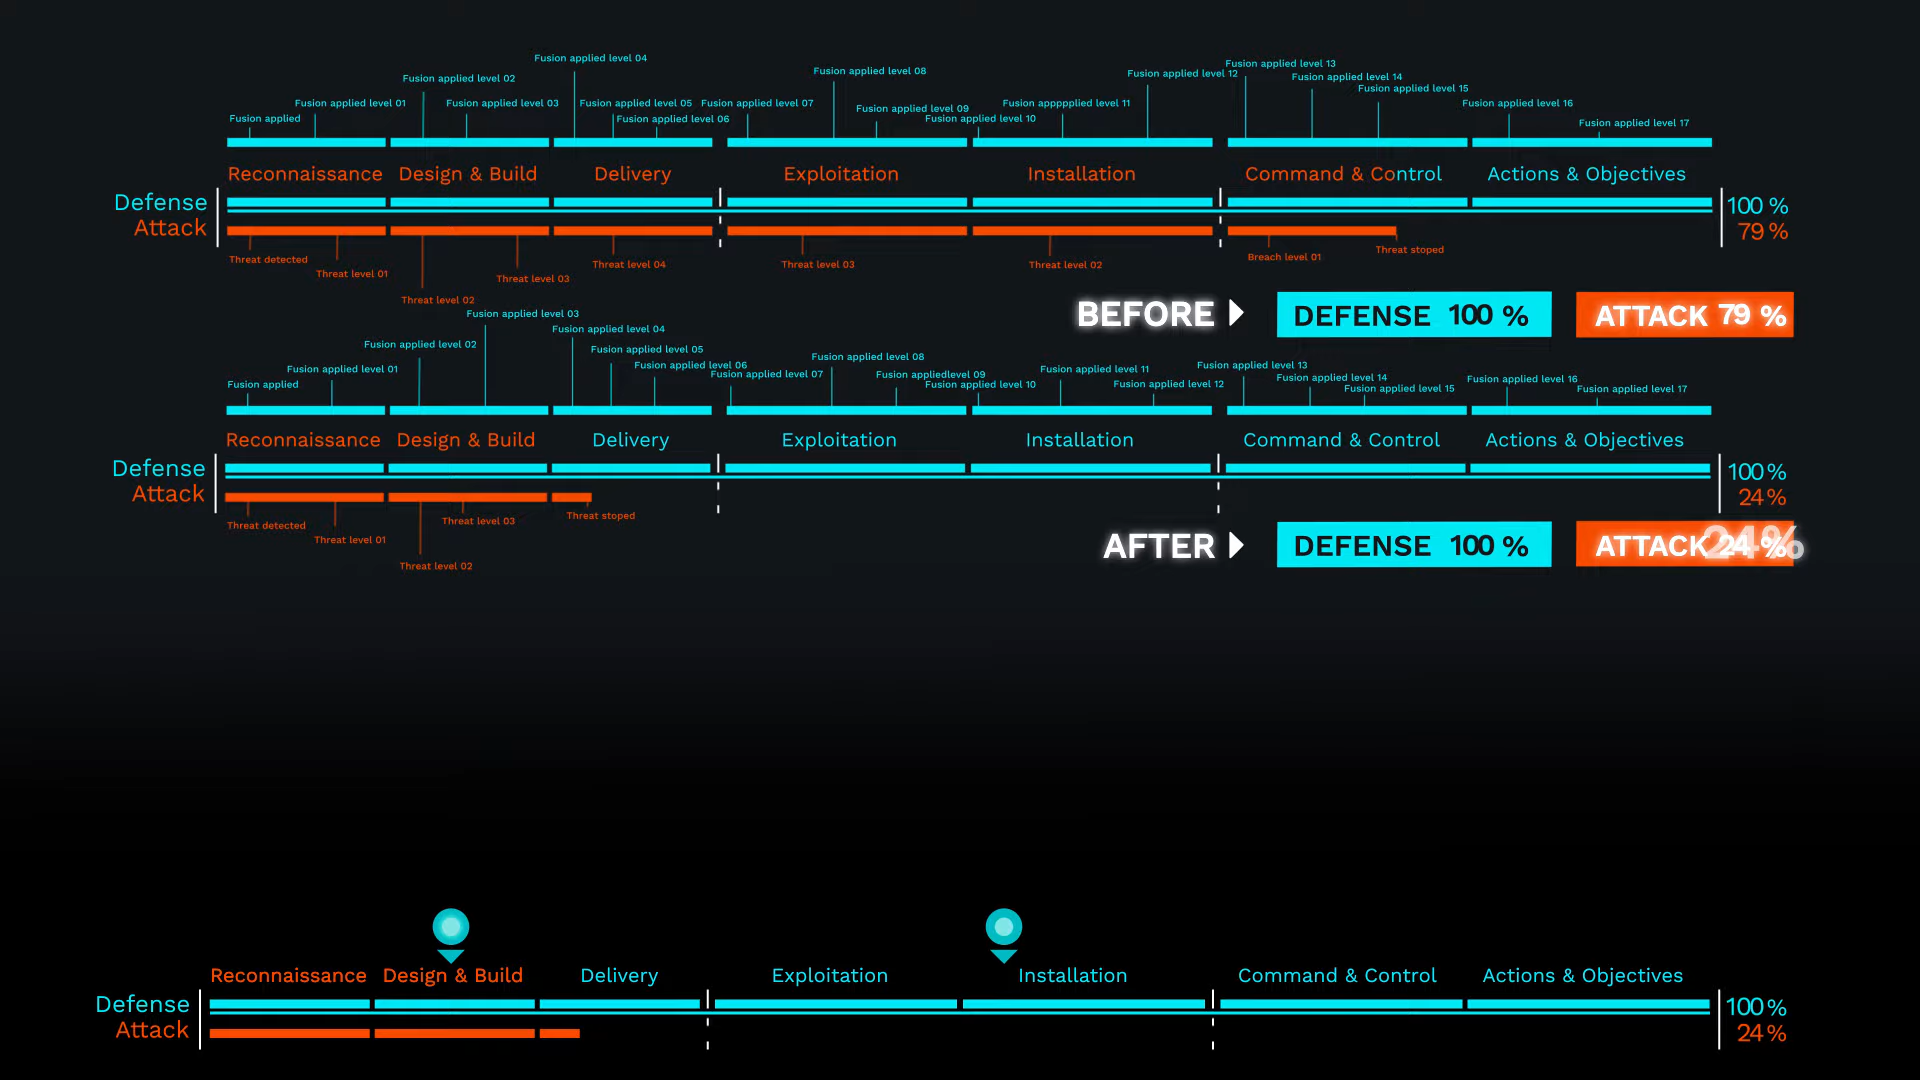 Fusion applied level 04
Fusion applied level 13
Fusion applied level 08
Fusion applied level 12
Fusion applied level 02
Fusion applied level 14
Fusion applied level 15
Fusion applied level 01
Fusion applied level 03
Fusion applied level 05
Fusion applied level 07
Fusion appppplied level 11
Fusion applied level 16
Fusion applied level 09
Fusion applied
Fusion applied level 06
Fusion applied level 10
Fusion applied level 17
Reconnaissance Design & Build Delivery Exploitation Installation Command & Control Actions & Objectives
Defense 100 %
Attack 79 %
Threat detected
Threat level 01
Threat level 02
Threat level 03
Threat level 04
Threat level 03
Threat level 02
Breach level 01
Threat stoped
BEFORE DEFENSE 100 % ATTACK 79 %
Fusion applied level 03
Fusion applied level 04
Fusion applied level 02
Fusion applied level 05
Fusion applied level 08
Fusion applied level 06
Fusion applied level 13
Fusion applied level 01
Fusion applied level 11
Fusion applied level 07
Fusion appliedlevel 09
Fusion applied level 14
Fusion applied level 16
Fusion applied
Fusion applied level 10
Fusion applied level 12
Fusion applied level 15
Fusion applied level 17
Reconnaissance Design & Build Delivery Exploitation Installation Command & Control Actions & Objectives
Defense 100 %
Attack 24 %
Threat detected
Threat level 01
Threat level 02
Threat level 03
Threat stoped
AFTER DEFENSE 100 % ATTACK 24 %
24%
Reconnaissance Design & Build Delivery Exploitation Installation Command & Control Actions & Objectives
Defense 100 %
Attack 24 %